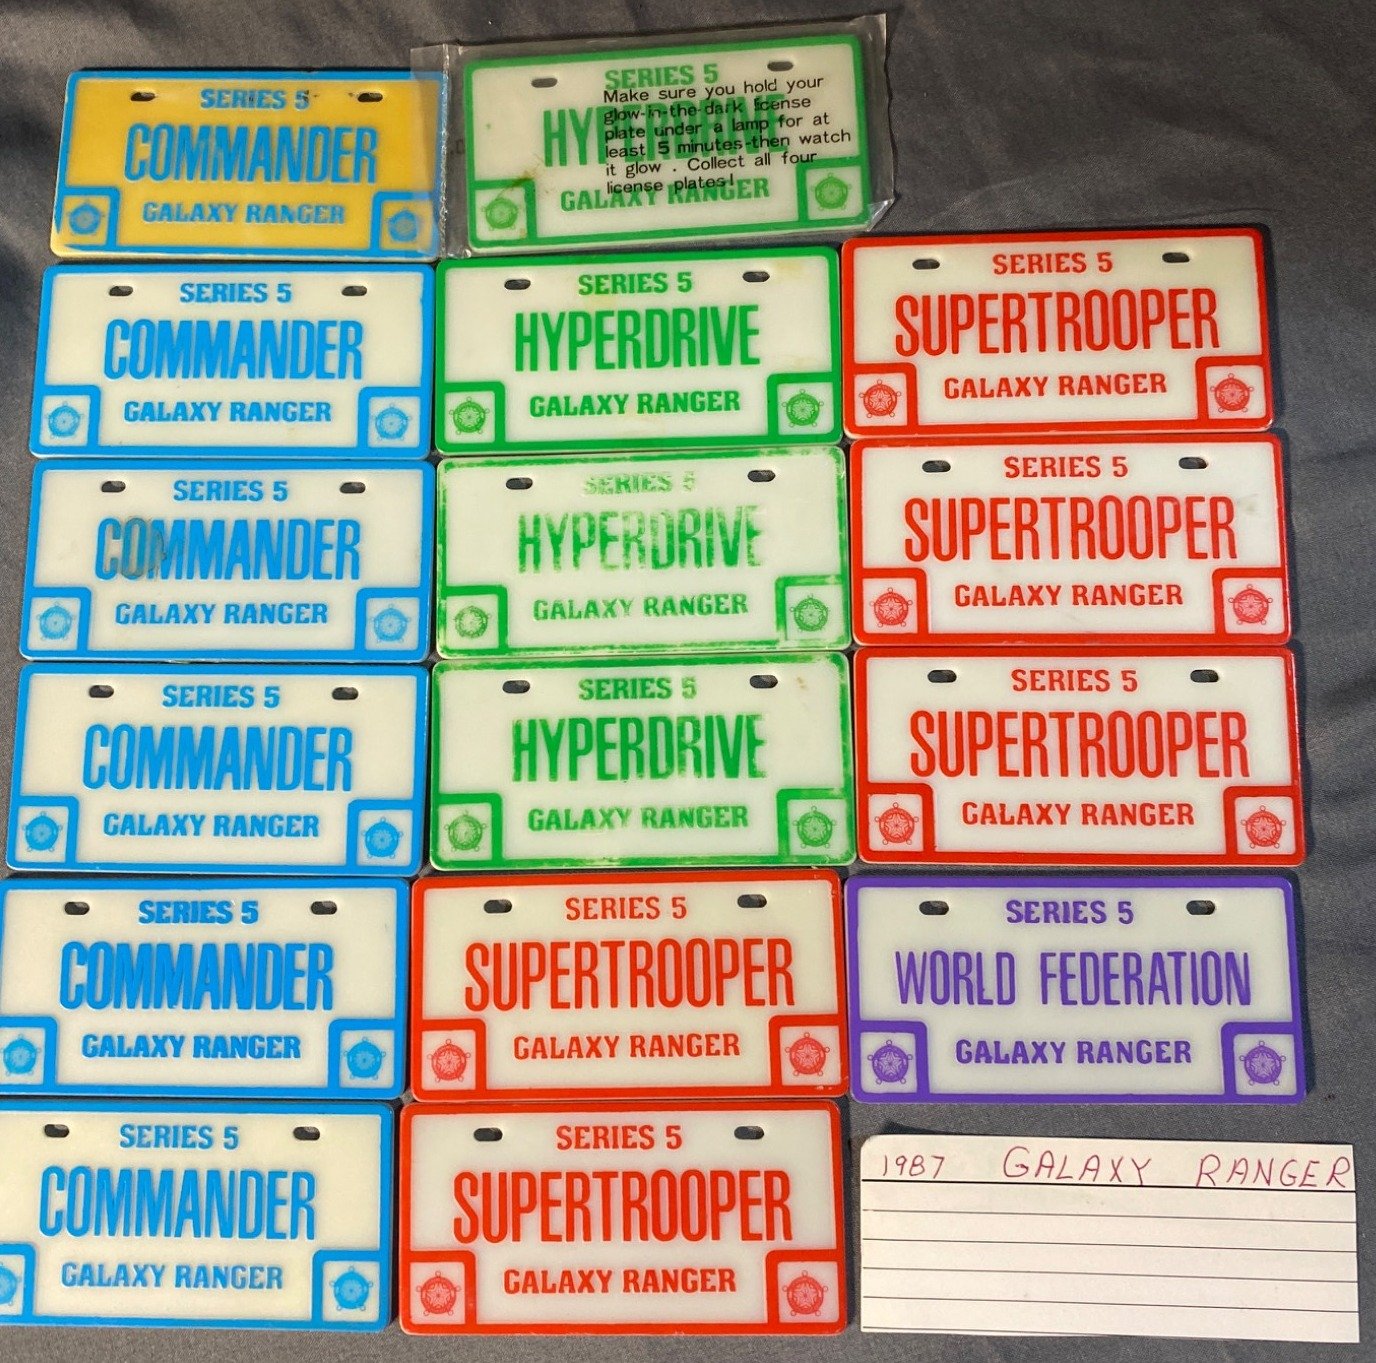 SERIES 5
COMMANDER
GALAXY RANGER
SERIES 5
HYPERDRIVE
GALAXY RANGER
Make sure you hold your
glow-in-the-dark license
plate under a lamp for at
least 5 minutes-then watch
it glow . Collect all four
license plates!
SERIES 5
COMMANDER
GALAXY RANGER
SERIES 5
HYPERDRIVE
GALAXY RANGER
SERIES 5
SUPERTROOPER
GALAXY RANGER
SERIES 5
COMMANDER
GALAXY RANGER
SERIES 5
HYPERDRIVE
GALAXY RANGER
SERIES 5
SUPERTROOPER
GALAXY RANGER
SERIES 5
COMMANDER
GALAXY RANGER
SERIES 5
HYPERDRIVE
GALAXY RANGER
SERIES 5
SUPERTROOPER
GALAXY RANGER
SERIES 5
COMMANDER
GALAXY RANGER
SERIES 5
SUPERTROOPER
GALAXY RANGER
SERIES 5
WORLD FEDERATION
GALAXY RANGER
SERIES 5
COMMANDER
GALAXY RANGER
SERIES 5
SUPERTROOPER
GALAXY RANGER
1987 GALAXY RANGER